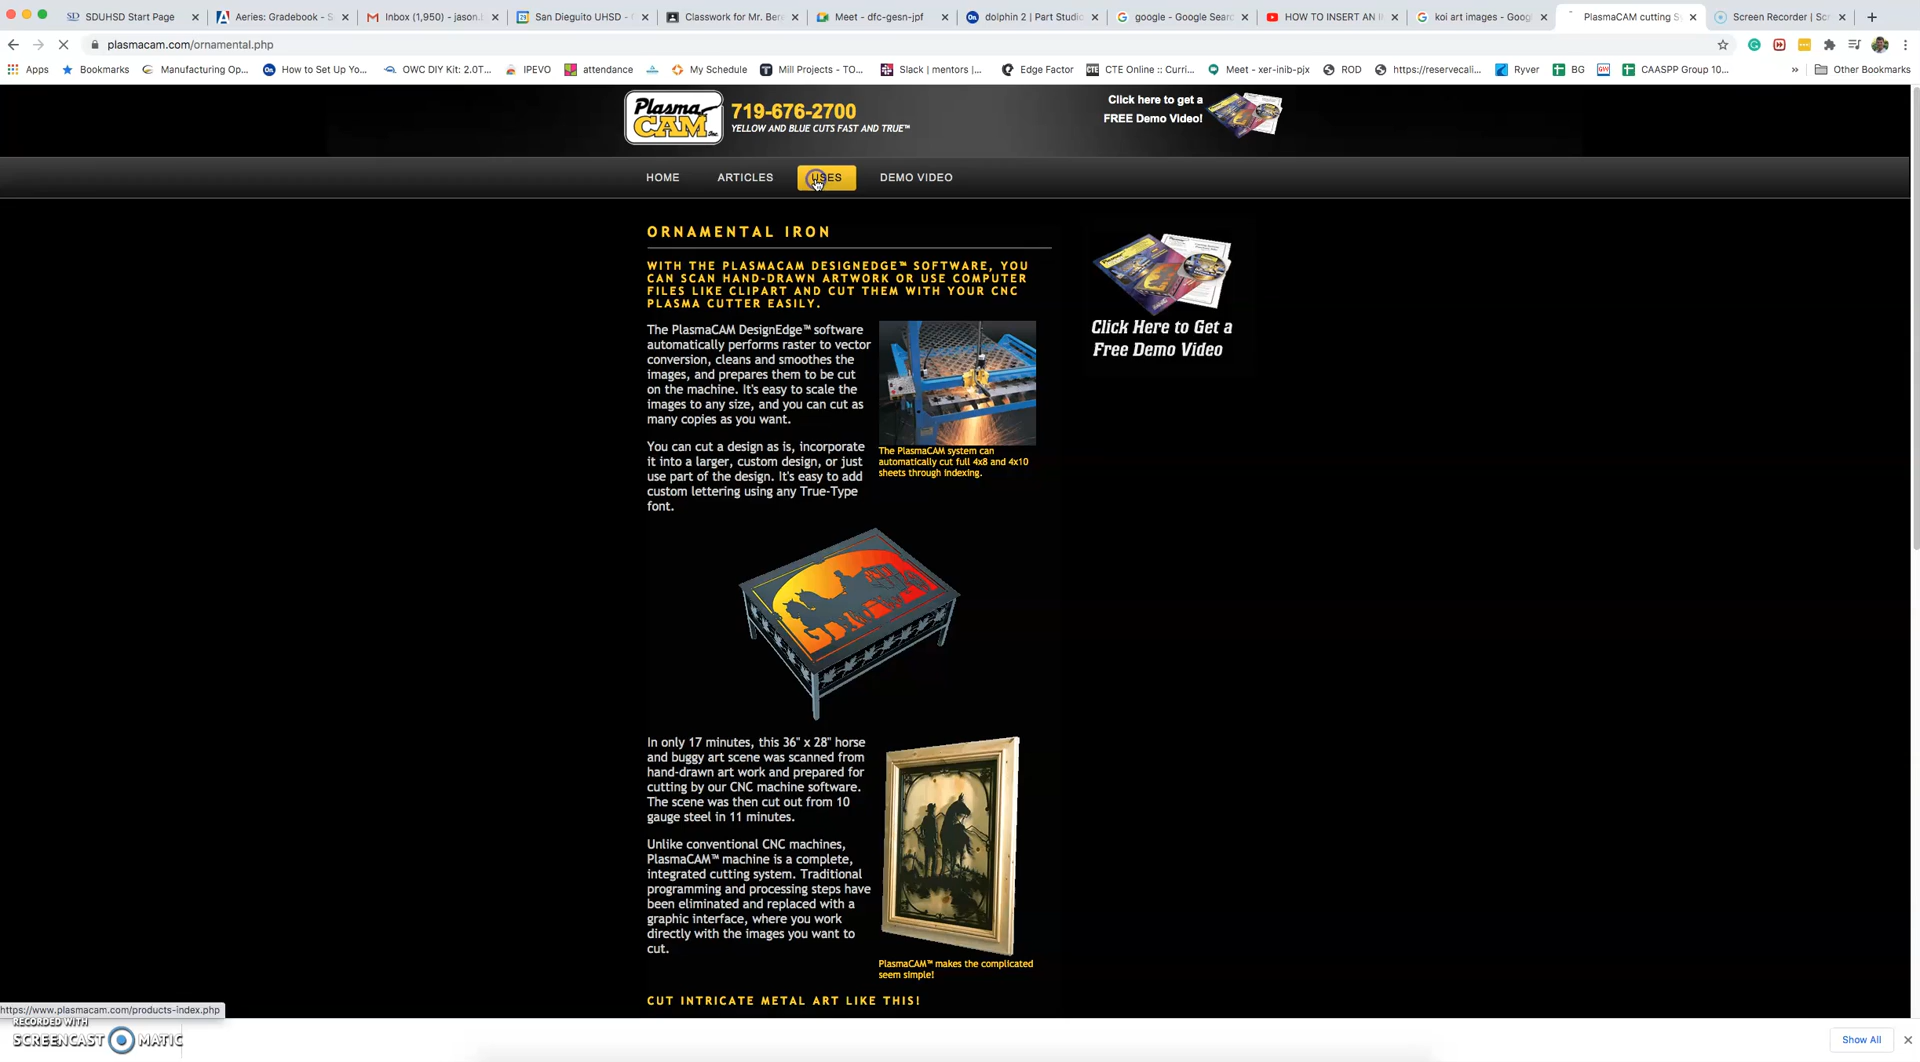 SDUHSD Start Page
Aeries: Gradebook - S
Inbox (1,950) - jason.l
San Dieguito UHSD -
Classwork for Mr. Ber
Meet - dfc-gesn-jpf
dolphin 2 | Part Studio
google - Google Searc
HOW TO INSERT AN I
koi art images - Goog
PlasmaCAM cutting Sy
Screen Recorder | Scr
plasmacam.com/ornamental.php
Apps
Bookmarks
Manufacturing Op...
How to Set Up Yo...
OWC DIY Kit: 2.0T...
IPEVO
attendance
My Schedule
Mill Projects - TO...
Slack | mentors |...
Edge Factor
CTE Online :: Curri...
Meet - xer-inib-pjx
ROD
https://reservecali...
Ryver
BG
CAASPP Group 10...
»
Other Bookmarks
Plasma CAM Inc.
719-676-2700
YELLOW AND BLUE CUTS FAST AND TRUE™
Click here to get a
FREE Demo Video!
HOME
ARTICLES
USES
DEMO VIDEO
ORNAMENTAL IRON
WITH THE PLASMACAM DESIGNEDGE™ SOFTWARE, YOU
CAN SCAN HAND-DRAWN ARTWORK OR USE COMPUTER
FILES LIKE CLIPART AND CUT THEM WITH YOUR CNC
PLASMA CUTTER EASILY.
The PlasmaCAM DesignEdge™ software
automatically performs raster to vector
conversion, cleans and smoothes the
images, and prepares them to be cut
on the machine. It's easy to scale the
images to any size, and you can cut as
many copies as you want.
The PlasmaCAM system can
automatically cut full 4x8 and 4x10
sheets through indexing.
You can cut a design as is, incorporate
it into a larger, custom design, or just
use part of the design. It's easy to add
custom lettering using any True-Type
font.
Click Here to Get a
Free Demo Video
In only 17 minutes, this 36" x 28" horse
and buggy art scene was scanned from
hand-drawn art work and prepared for
cutting by our CNC machine software.
The scene was then cut out from 10
gauge steel in 11 minutes.
Unlike conventional CNC machines,
PlasmaCAM™ machine is a complete,
integrated cutting system. Traditional
programming and processing steps have
been eliminated and replaced with a
graphic interface, where you work
directly with the images you want to
cut.
PlasmaCAM™ makes the complicated
seem simple!
CUT INTRICATE METAL ART LIKE THIS!
https://www.plasmacam.com/products-index.php
RECORDED WITH
SCREENCAST MATIC
Show All